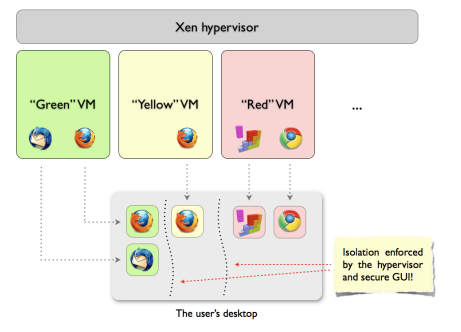 Xen hypervisor
“Green” VM
“Yellow” VM
“Red” VM
...
Isolation enforced
by the hypervisor
and secure GUI!
The user's desktop